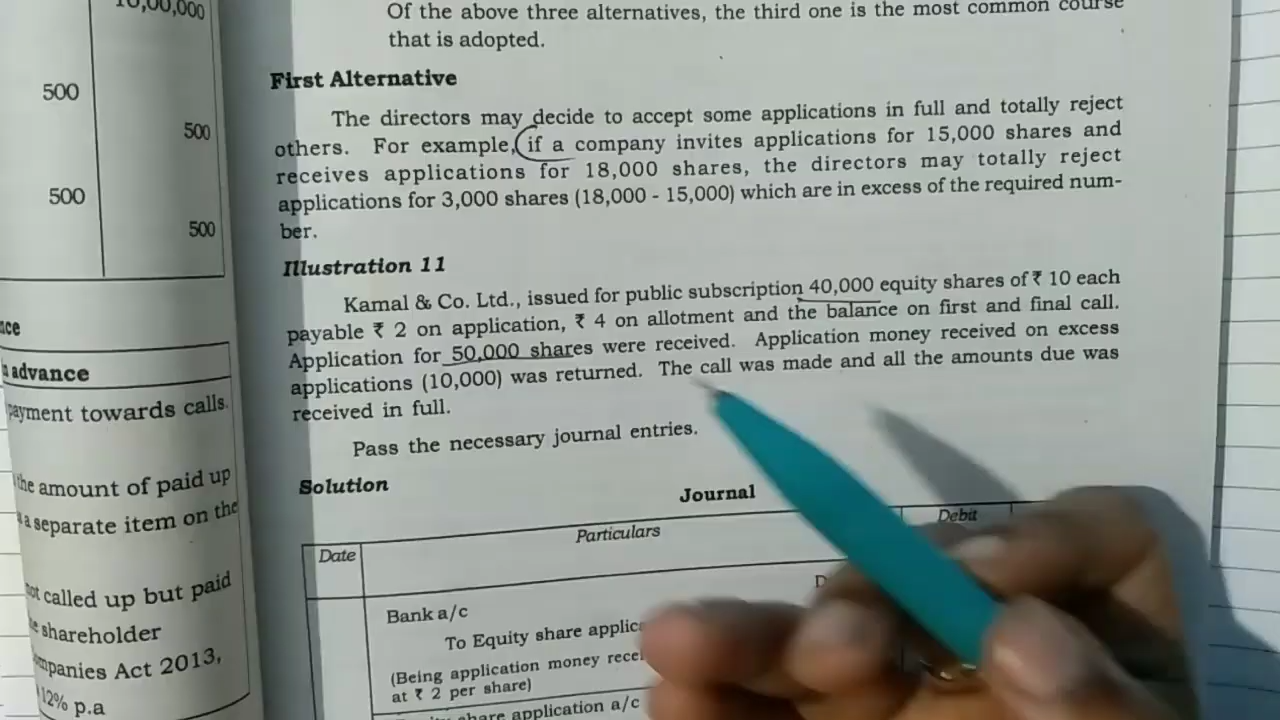 10,00,000
500
500
500
500
nce
advance
payment towards calls.
the amount of paid up
a separate item on the
not called up but paid
shareholder
Companies Act 2013,
12% p.a
Of the above three alternatives, the third one is the most common course
that is adopted.
First Alternative
The directors may decide to accept some applications in full and totally reject
others. For example, if a company invites applications for 15,000 shares and
receives applications for 18,000 shares, the directors may totally reject
applications for 3,000 shares (18,000 - 15,000) which are in excess of the required num-
ber.
Illustration 11
Kamal & Co. Ltd., issued for public subscription 40,000 equity shares of ₹ 10 each
payable ₹ 2 on application, ₹ 4 on allotment and the balance on first and final call.
Application for 50,000 shares were received. Application money received on excess
applications (10,000) was returned. The call was made and all the amounts due was
received in full.
Pass the necessary journal entries.
Solution
Journal
Date
Particulars
Debit
D
Bank a/c
To Equity share applica
(Being application money recei
at ₹ 2 per share)
share application a/c